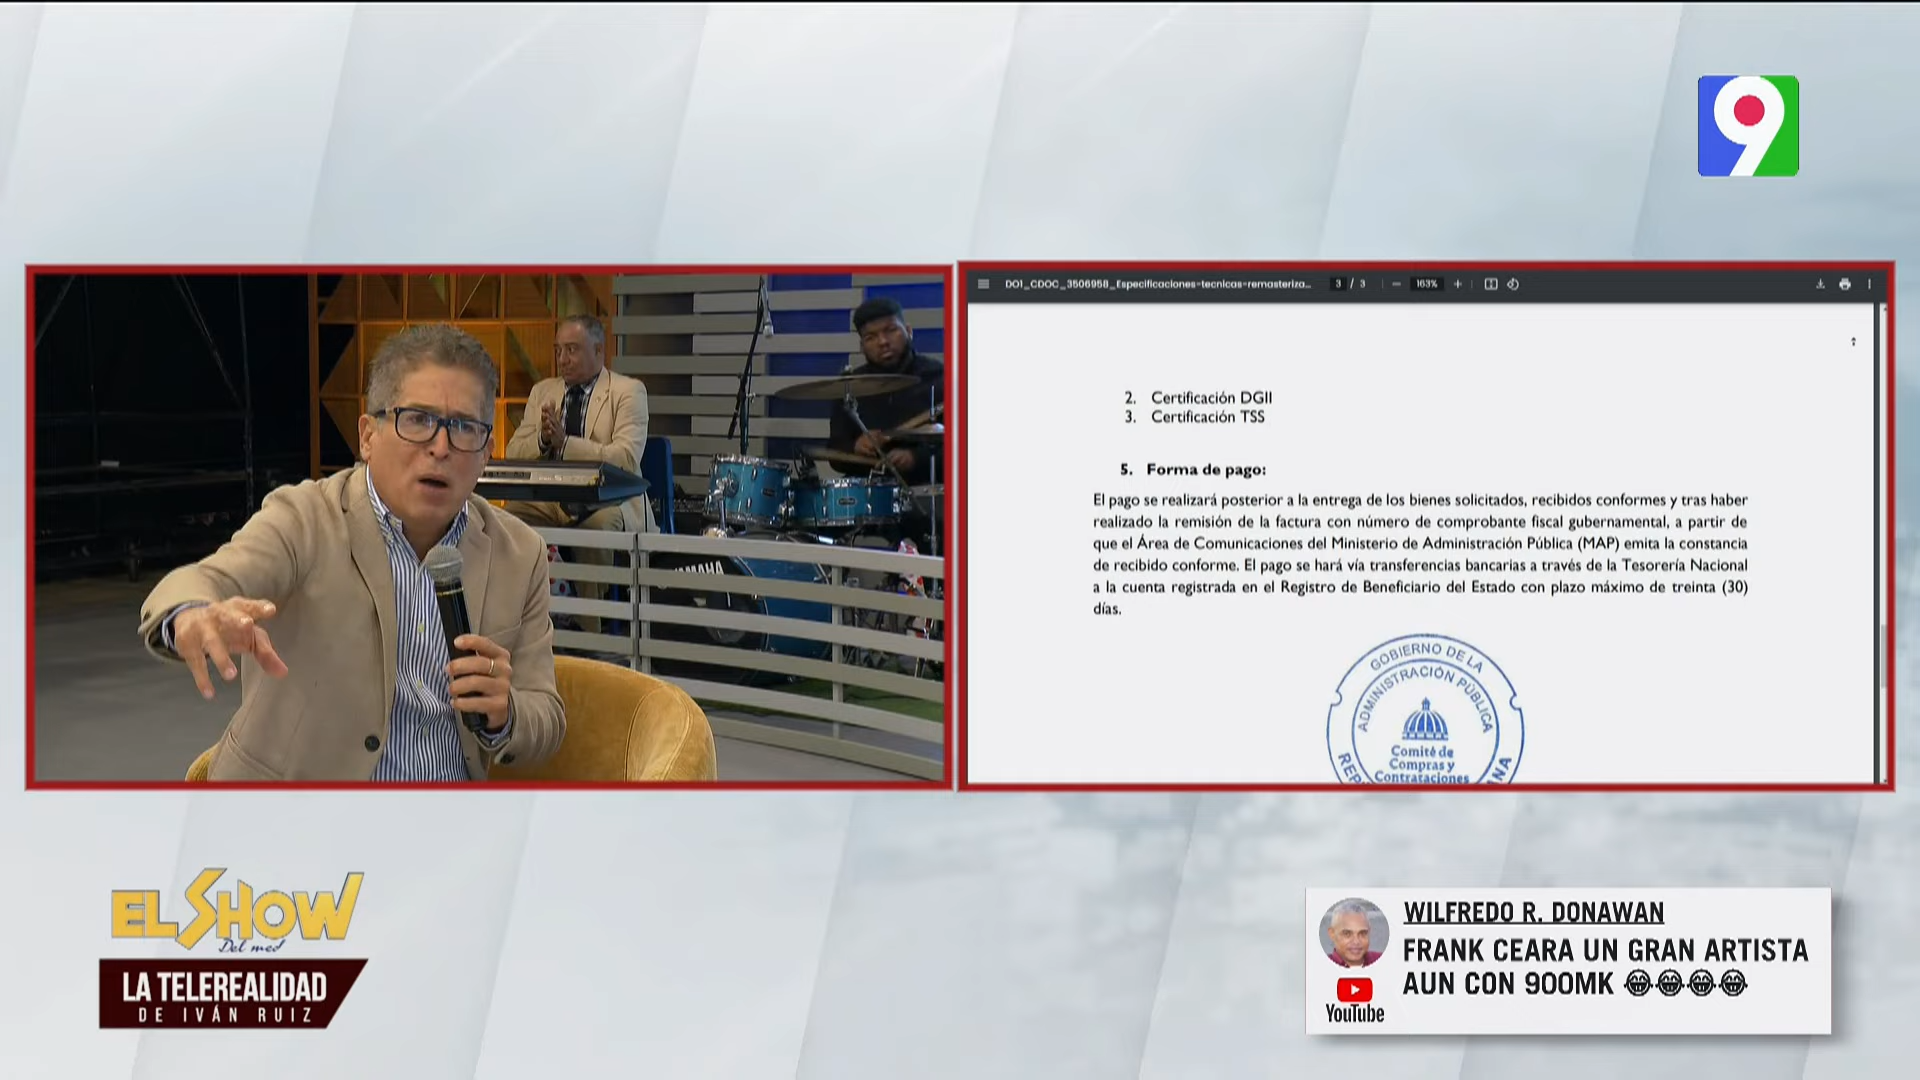 9
DO1_CDOC_3506958_Especificaciones-tecnicas-remasteriza...
3 / 3
163%
2. Certificación DGII
3. Certificación TSS
5. Forma de pago:
El pago se realizará posterior a la entrega de los bienes solicitados, recibidos conformes y tras haber
realizado la remisión de la factura con número de comprobante fiscal gubernamental, a partir de
que el Área de Comunicaciones del Ministerio de Administración Pública (MAP) emita la constancia
de recibido conforme. El pago se hará vía transferencias bancarias a través de la Tesorería Nacional
a la cuenta registrada en el Registro de Beneficiario del Estado con plazo máximo de treinta (30)
días.
GOBIERNO DE LA
ADMINISTRACIÓN PÚBLICA
Comité de
Compras y
Contrataciones
YAMAHA
EL SHOW
Del med
LA TELEREALIDAD
DE IVÁN RUIZ
WILFREDO R. DONAWAN
FRANK CEARA UN GRAN ARTISTA
AUN CON 900MK 😂😂😂😂
YouTube